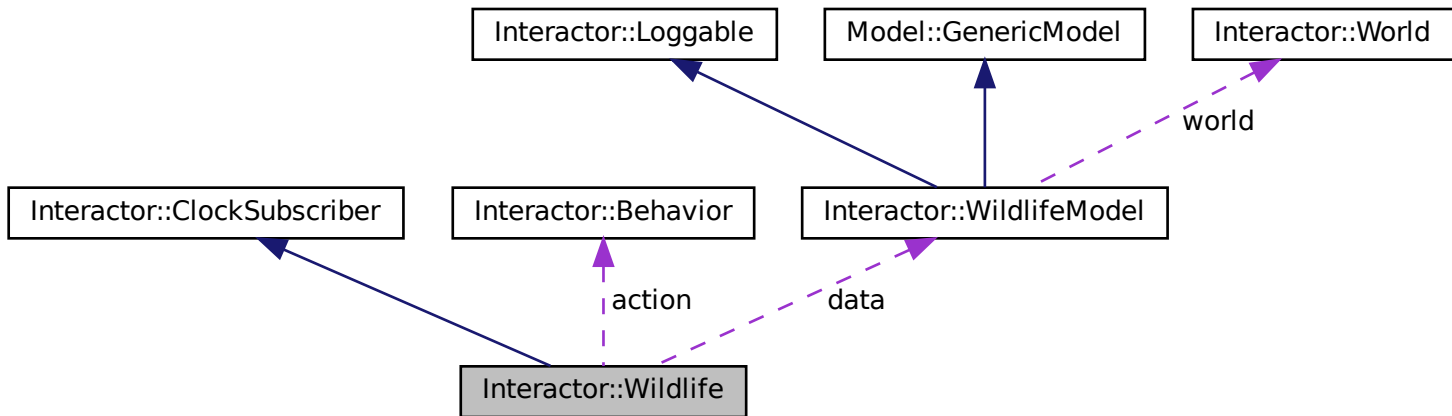 Interactor::Loggable
Model::GenericModel
Interactor::World
world
Interactor::ClockSubscriber
Interactor::Behavior
Interactor::WildlifeModel
action
data
Interactor::Wildlife